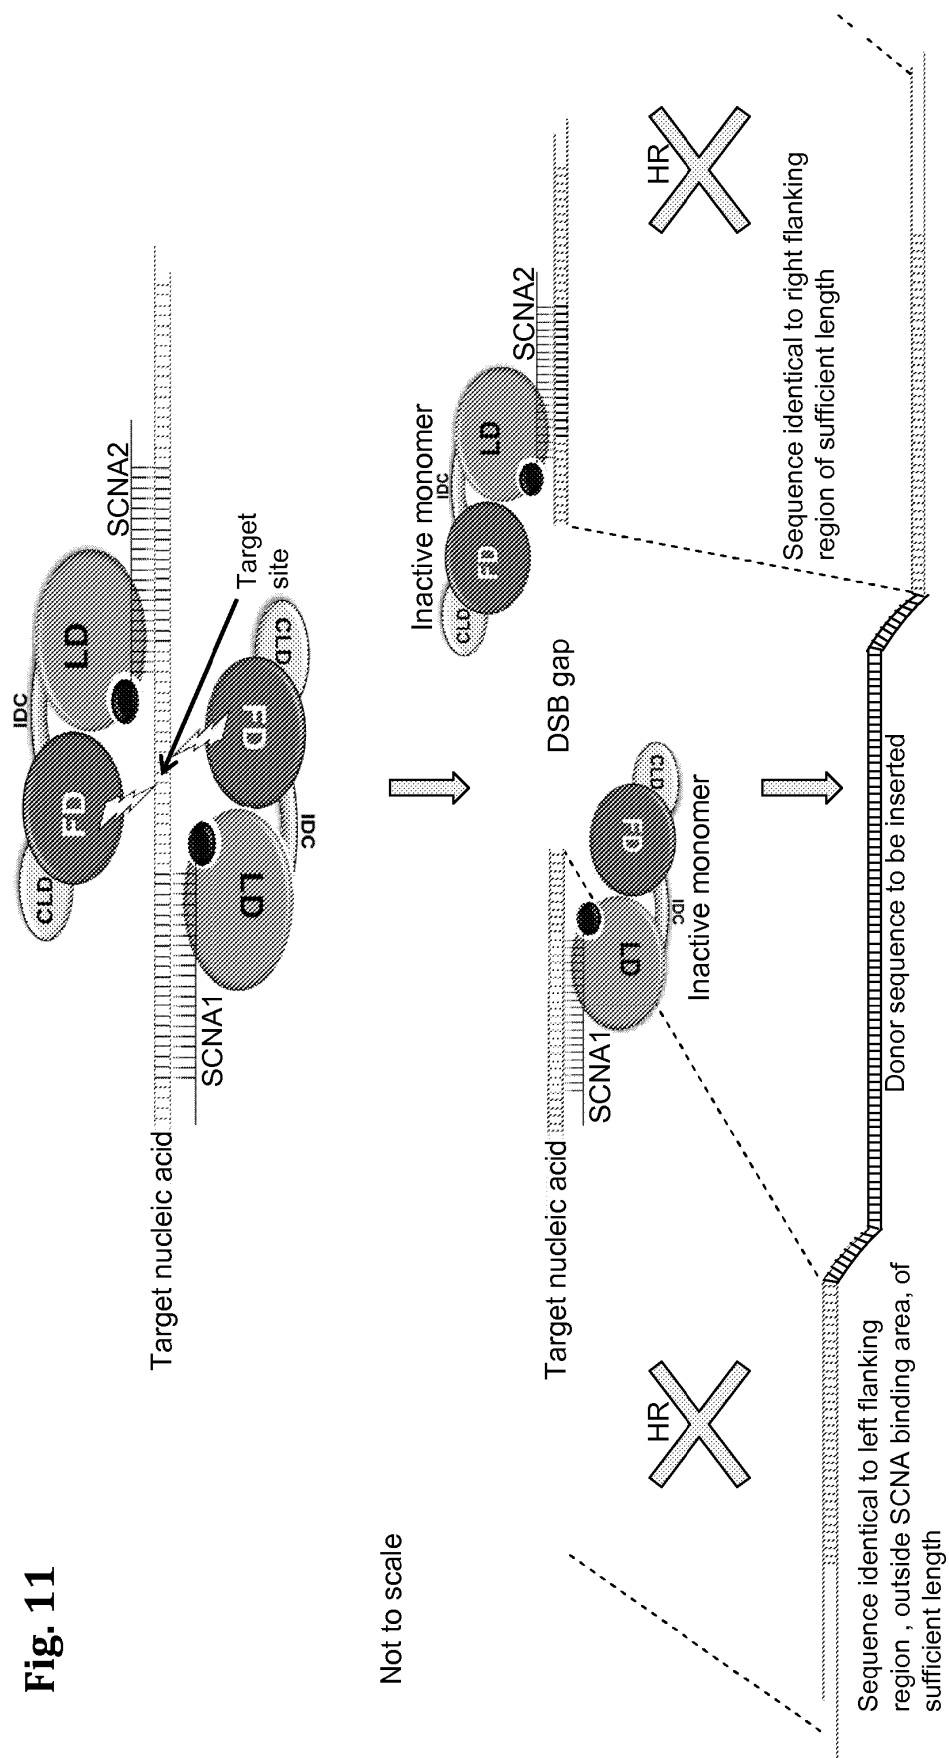 Fig. 11
IDC
CLD
FD
LD
SCNA2
Target nucleic acid
SCNA1
LD
FD
CLD
IDC
Target
site
Not to scale
Inactive monomer
CLD
FD
IDC
LD
SCNA2
DSB gap
Target nucleic acid
SCNA1
LD
FD
CLD
IDC
Inactive monomer
HR
HR
Sequence identical to right flanking
region of sufficient length
Donor sequence to be inserted
Sequence identical to left flanking
region , outside SCNA binding area, of
sufficient length